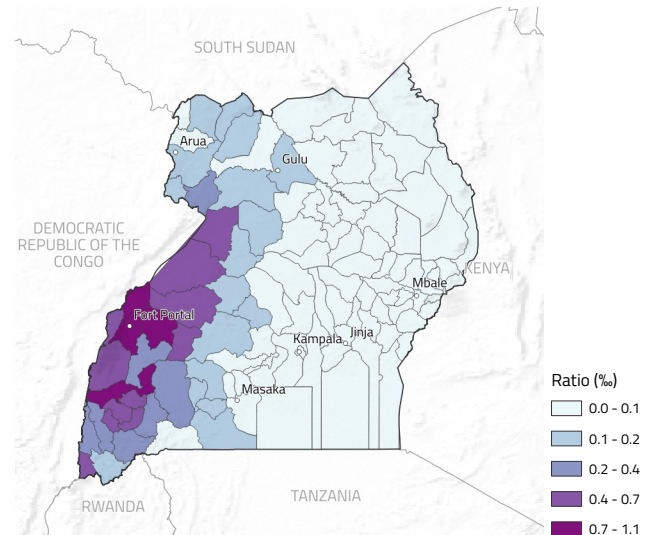 SOUTH SUDAN
Arua
Gulu
DEMOCRATIC
REPUBLIC OF THE
CONGO
KENYA
Mbale
Fort Portal
Jinja
Kampala
Masaka
Ratio (‰)
0.0 - 0.1
0.1 - 0.2
0.2 - 0.4
0.4 - 0.7
0.7 - 1.1
TANZANIA
RWANDA